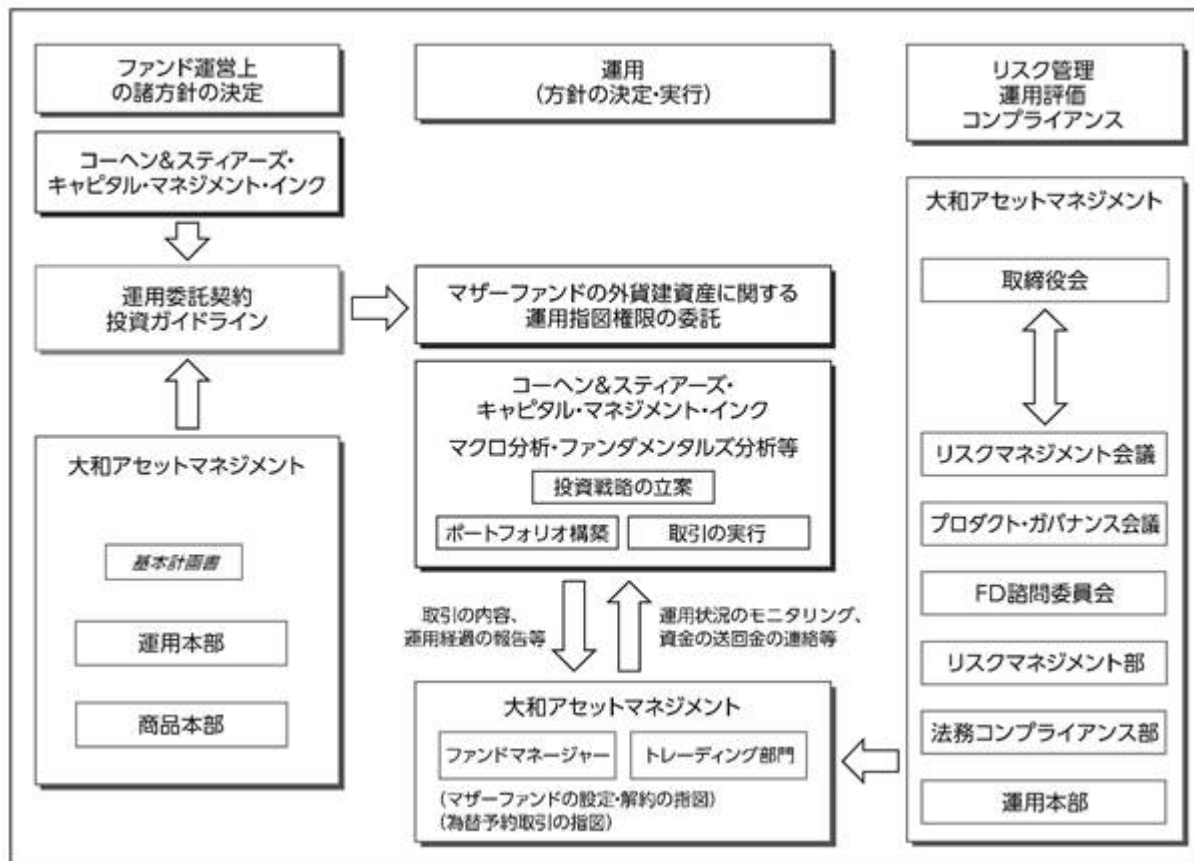 ファンド運営上
の諸方針の決定
コーヘン&スティアーズ・
キャピタル・マネジメント・インク
運用委託契約
投資ガイドライン
大和アセットマネジメント
基本計画書
運用本部
商品本部
運用
(方針の決定・実行)
マザーファンドの外貨建資産に関する
運用指図権限の委託
コーヘン&スティアーズ・
キャピタル・マネジメント・インク
マクロ分析・ファンダメンタルズ分析等
投資戦略の立案
ポートフォリオ構築
取引の実行
取引の内容、
運用経過の報告等
運用状況のモニタリング、
資金の送回金の連絡等
大和アセットマネジメント
ファンドマネージャー
トレーディング部門
(マザーファンドの設定・解約の指図)
(為替予約取引の指図)
リスク管理
運用評価
コンプライアンス
大和アセットマネジメント
取締役会
リスクマネジメント会議
プロダクト・ガバナンス会議
FD諮問委員会
リスクマネジメント部
法務コンプライアンス部
運用本部